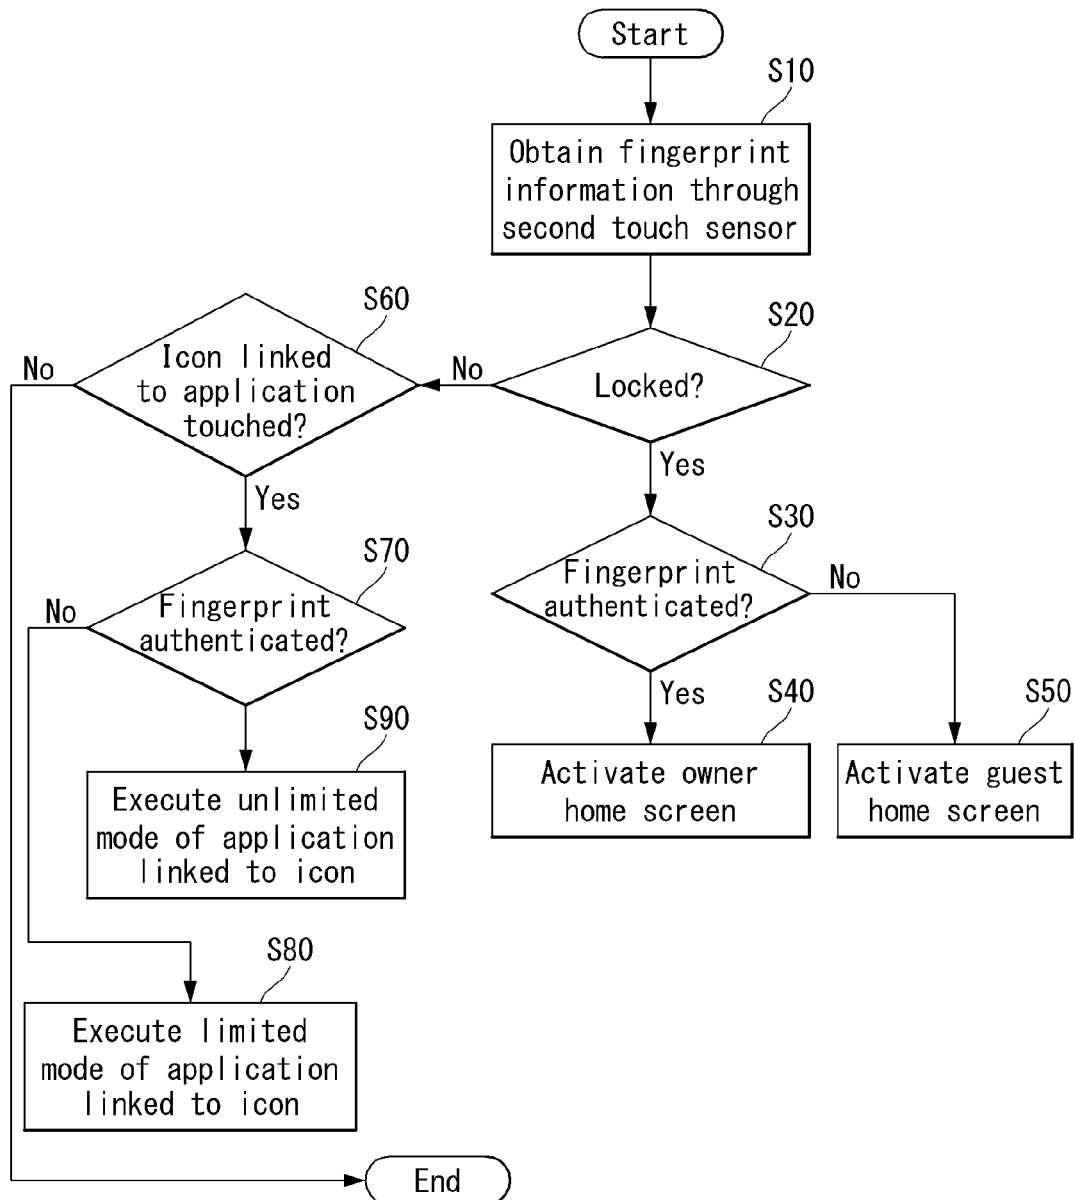 Start
S10
Obtain fingerprint
information through
second touch sensor
S20
Locked?
No
Yes
S60
Icon linked
to application
touched?
No
Yes
S30
Fingerprint
authenticated?
No
Yes
S70
Fingerprint
authenticated?
No
S40
Activate owner
home screen
S50
Activate guest
home screen
S90
Execute unlimited
mode of application
linked to icon
S80
Execute limited
mode of application
linked to icon
End